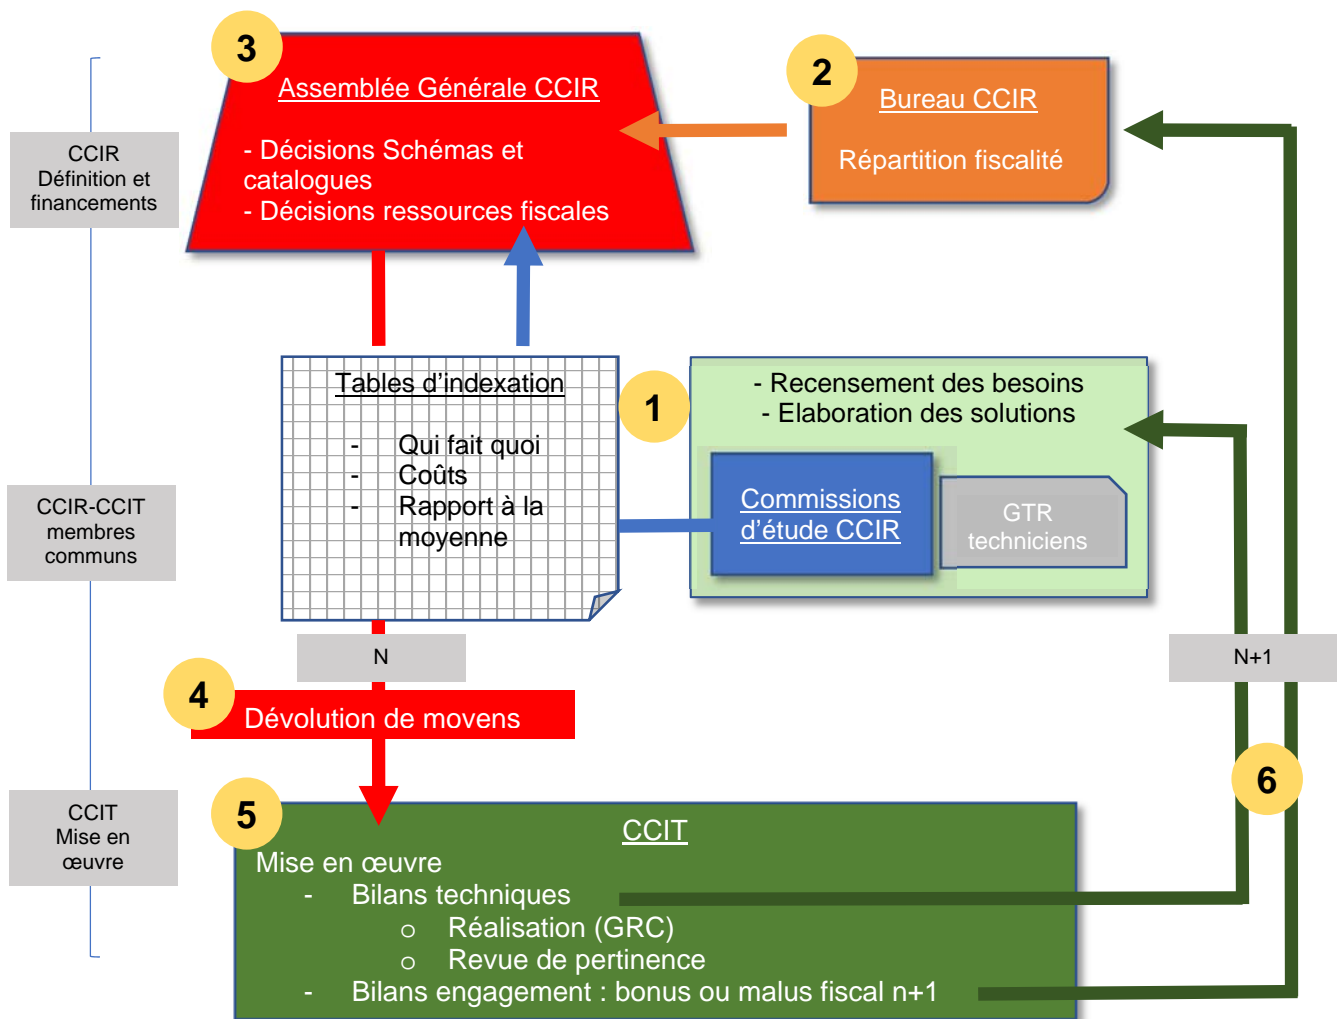 3
Assemblée Générale CCIR
- Décisions Schémas et
catalogues
- Décisions ressources fiscales
2
Bureau CCIR
Répartition fiscalité
CCIR
Définition et
financements
Tables d'indexation
- Qui fait quoi
- Coûts
- Rapport à la
moyenne
1
- Recensement des besoins
- Elaboration des solutions
Commissions
d'étude CCIR
GTR
techniciens
CCIR-CCIT
membres
communs
N
N+1
4
Dévolution de moyens
6
5
CCIT
Mise en
œuvre
CCIT
Mise en œuvre
- Bilans techniques
o Réalisation (GRC)
o Revue de pertinence
- Bilans engagement : bonus ou malus fiscal n+1